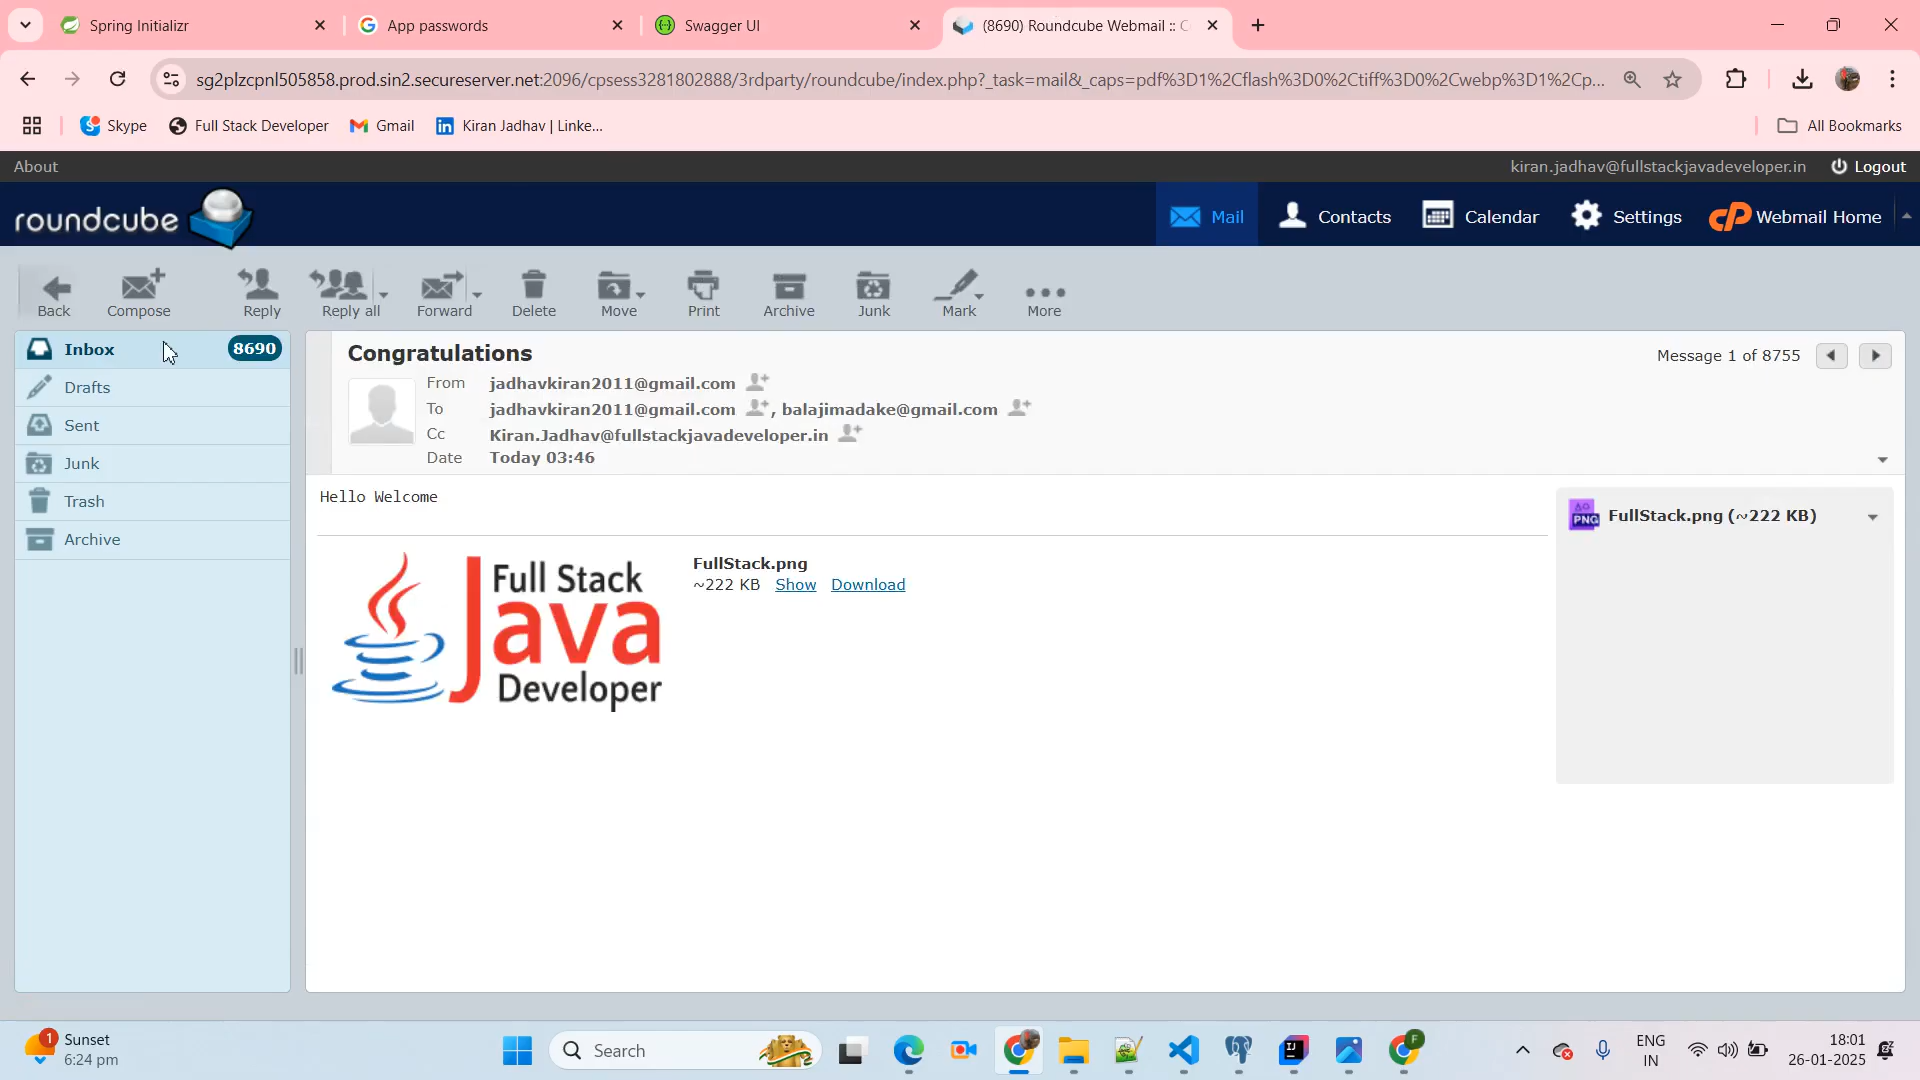 Spring Initializr
App passwords
Swagger UI
(8690) Roundcube Webmail :: C
sg2plzcpnl505858.prod.sin2.secureserver.net:2096/cpsess3281802888/3rdparty/roundcube/index.php?_task=mail&_caps=pdf%3D1%2Cflash%3D0%2Ctiff%3D0%2Cwebp%3D1%2Cp...
Skype
Full Stack Developer
Gmail
Kiran Jadhav | Linke...
All Bookmarks
About
kiran.jadhav@fullstackjavadeveloper.in
Logout
roundcube
Mail
Contacts
Calendar
Settings
cP Webmail Home
Back
Compose
Reply
Reply all
Forward
Delete
Move
Print
Archive
Junk
Mark
More
Inbox 8690
Drafts
Sent
Junk
Trash
Archive
Congratulations
Message 1 of 8755
From jadhavkiran2011@gmail.com
To jadhavkiran2011@gmail.com , balajimadake@gmail.com
Cc Kiran.Jadhav@fullstackjavadeveloper.in
Date Today 03:46
Hello Welcome
PNG FullStack.png (~222 KB)
Full Stack
Java
Developer
FullStack.png
~222 KB Show Download
1
Sunset
6:24 pm
Search
F
ENG
IN
18:01
26-01-2025